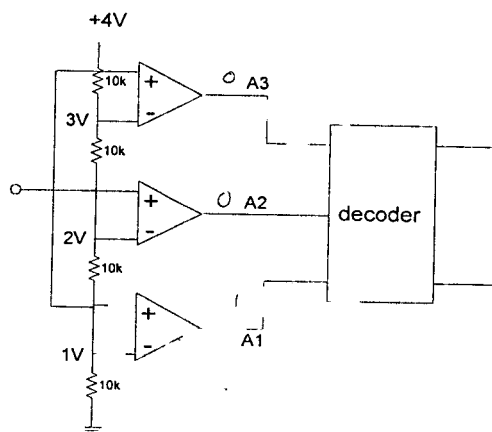 +4V
10k
+
-
0 A3
3V
10k
+
-
0 A2
decoder
2V
10k
+
-
1
A1
1V
10k